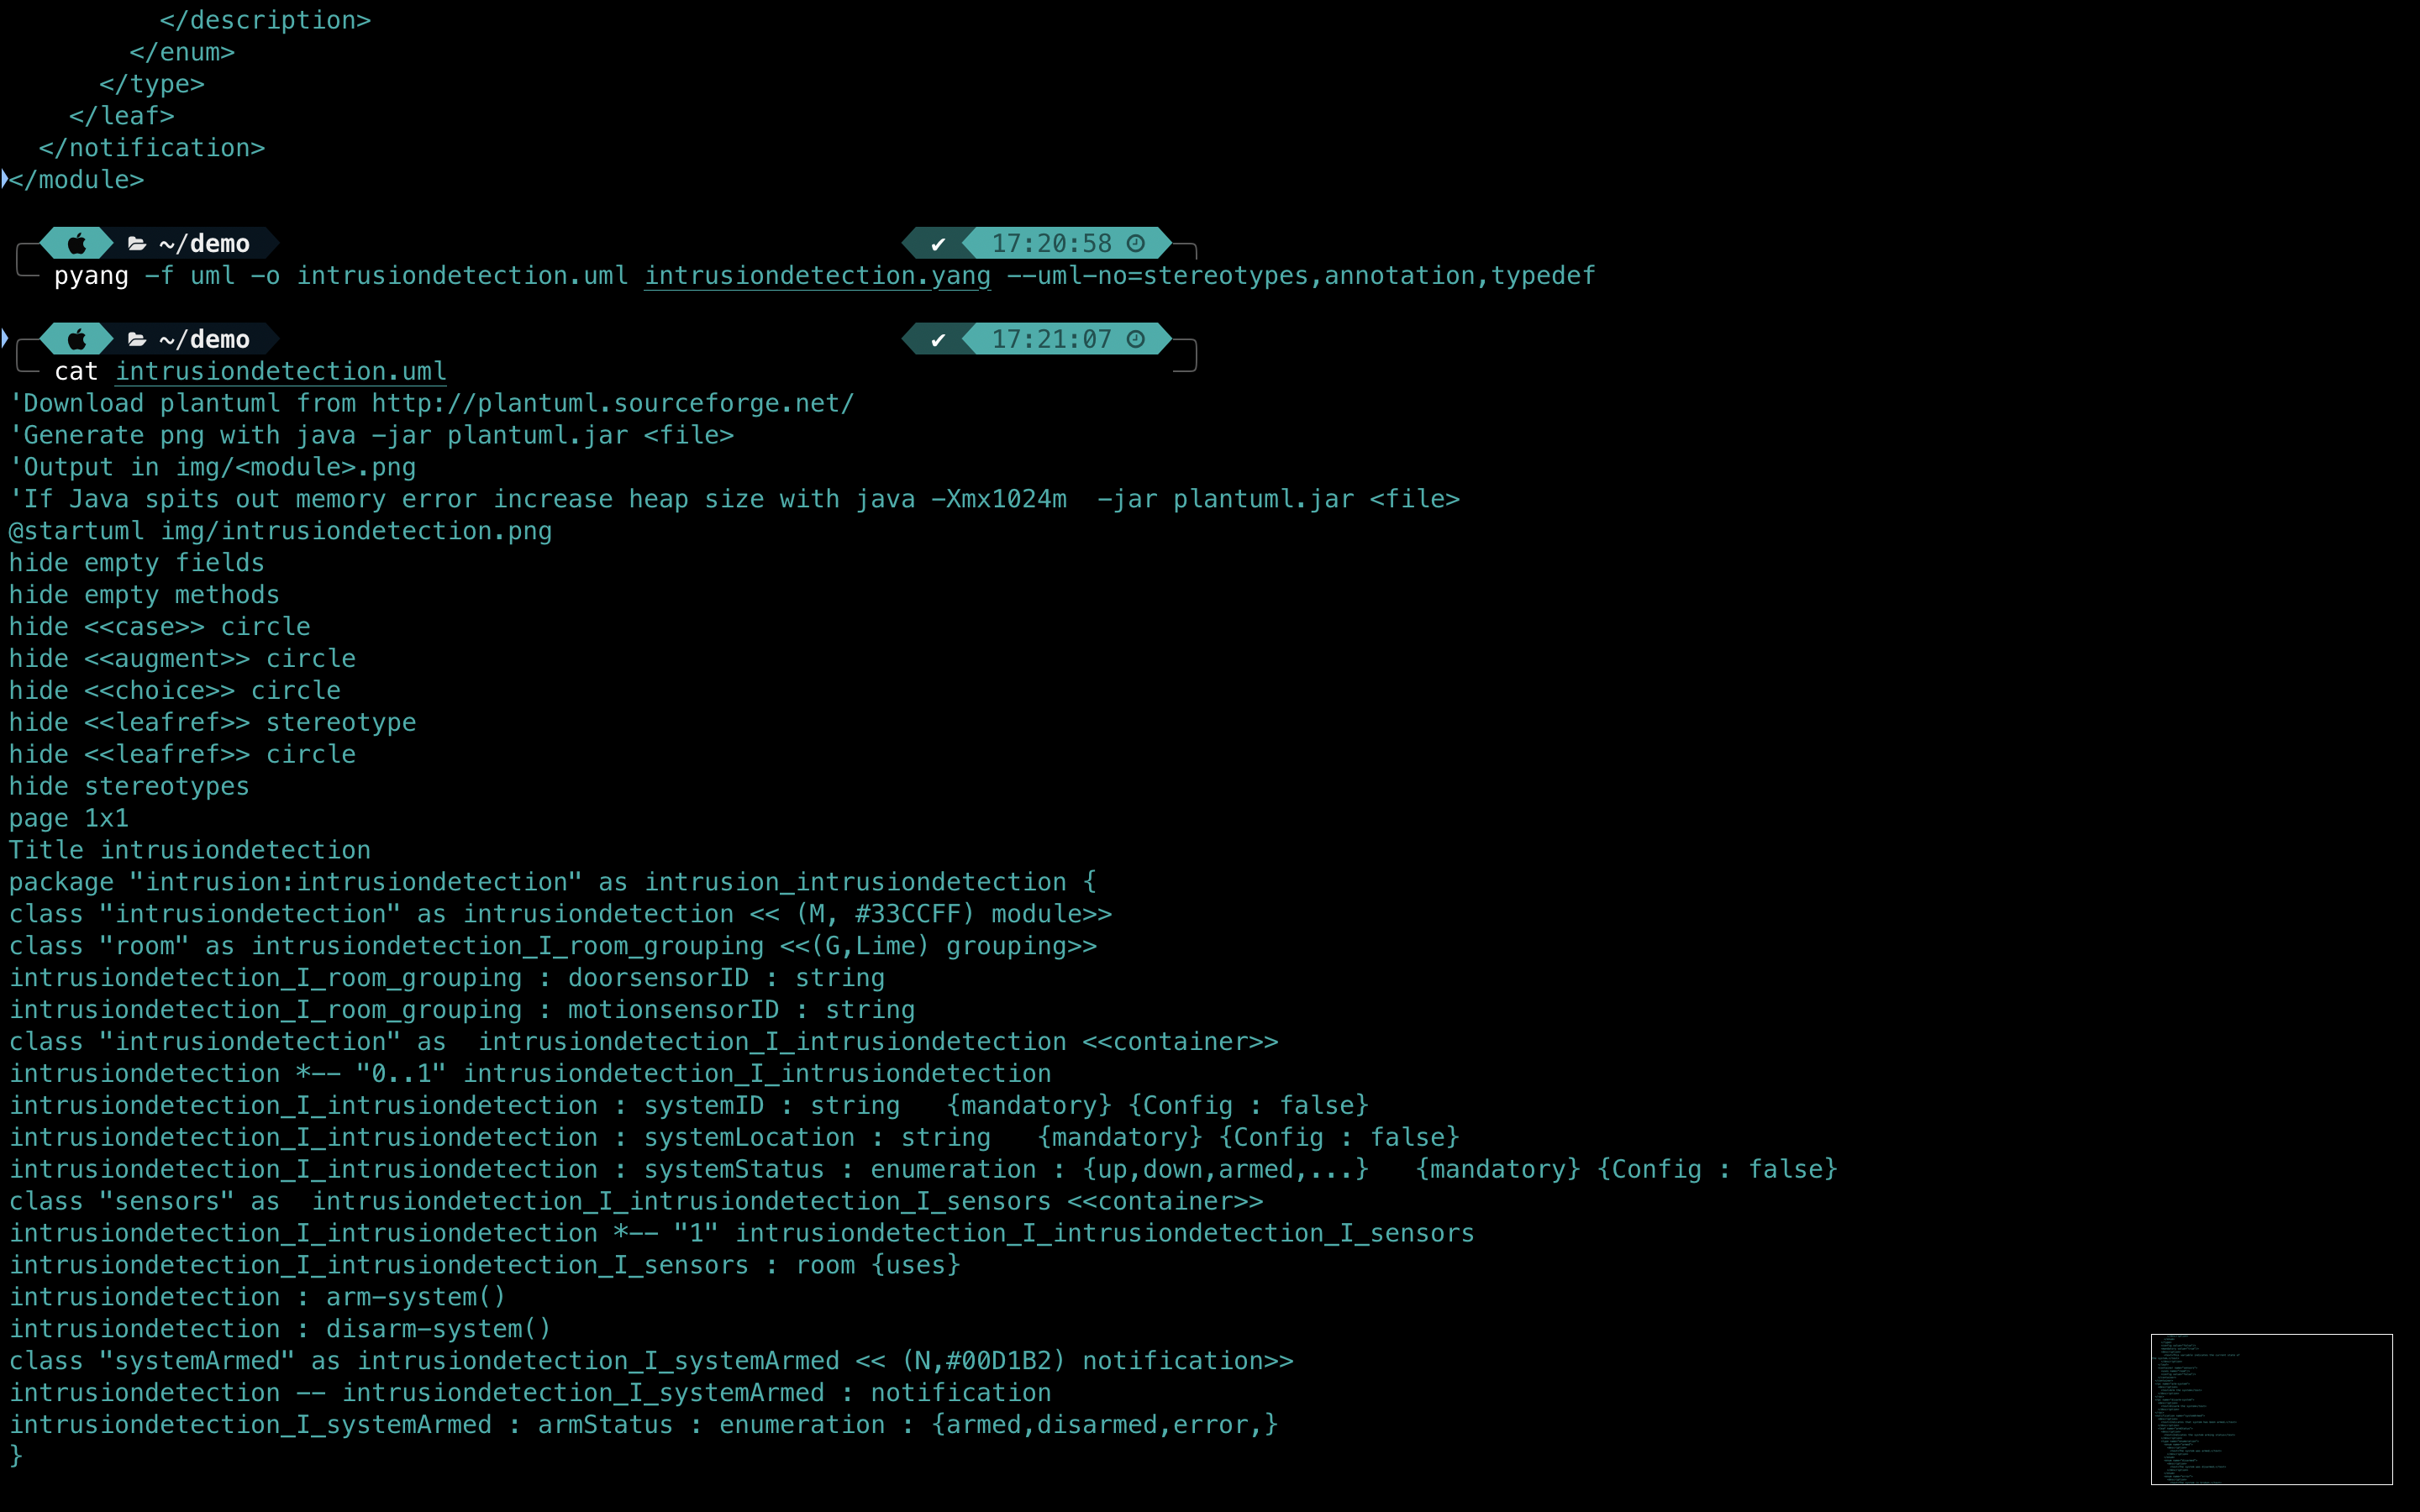 </description>
        </enum>
      </type>
    </leaf>
  </notification>
</module>
~/demo ✔ 17:20:58
pyang -f uml -o intrusiondetection.uml intrusiondetection.yang --uml-no=stereotypes,annotation,typedef
~/demo ✔ 17:21:07
cat intrusiondetection.uml
'Download plantuml from http://plantuml.sourceforge.net/
'Generate png with java -jar plantuml.jar <file>
'Output in img/<module>.png
'If Java spits out memory error increase heap size with java -Xmx1024m  -jar plantuml.jar <file>
@startuml img/intrusiondetection.png
hide empty fields
hide empty methods
hide <<case>> circle
hide <<augment>> circle
hide <<choice>> circle
hide <<leafref>> stereotype
hide <<leafref>> circle
hide stereotypes
page 1x1
Title intrusiondetection
package "intrusion:intrusiondetection" as intrusion_intrusiondetection {
class "intrusiondetection" as intrusiondetection << (M, #33CCFF) module>>
class "room" as intrusiondetection_I_room_grouping <<(G,Lime) grouping>>
intrusiondetection_I_room_grouping : doorsensorID : string
intrusiondetection_I_room_grouping : motionsensorID : string
class "intrusiondetection" as  intrusiondetection_I_intrusiondetection <<container>>
intrusiondetection *-- "0..1" intrusiondetection_I_intrusiondetection
intrusiondetection_I_intrusiondetection : systemID : string   {mandatory} {Config : false}
intrusiondetection_I_intrusiondetection : systemLocation : string   {mandatory} {Config : false}
intrusiondetection_I_intrusiondetection : systemStatus : enumeration : {up,down,armed,...}   {mandatory} {Config : false}
class "sensors" as  intrusiondetection_I_intrusiondetection_I_sensors <<container>>
intrusiondetection_I_intrusiondetection *-- "1" intrusiondetection_I_intrusiondetection_I_sensors
intrusiondetection_I_intrusiondetection_I_sensors : room {uses}
intrusiondetection : arm-system()
intrusiondetection : disarm-system()
class "systemArmed" as intrusiondetection_I_systemArmed << (N,#00D1B2) notification>>
intrusiondetection -- intrusiondetection_I_systemArmed : notification
intrusiondetection_I_systemArmed : armStatus : enumeration : {armed,disarmed,error,}
}